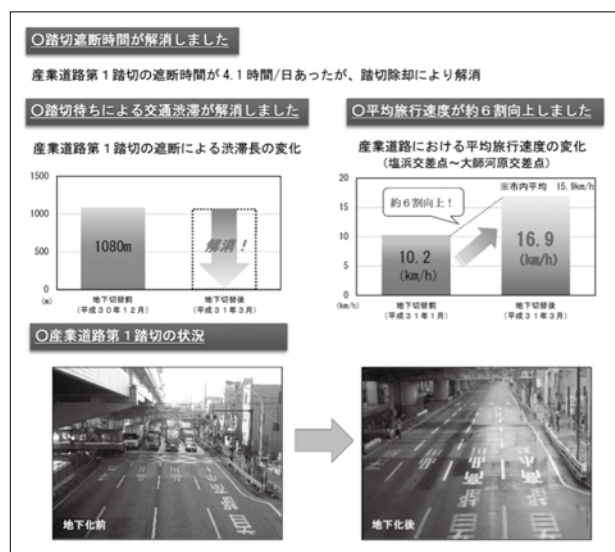 〇踏切遮断時間が解消しました
産業道路第1踏切の遮断時間が4.1時間/日あったが、踏切除却により解消
〇踏切待ちによる交通渋滞が解消しました
産業道路第1踏切の遮断による渋滞長の変化
1500
1000
500
0
(m)
1080m
解消！
地下切替前
(平成30年12月)
地下切替後
(平成31年3月)
〇平均旅行速度が約6割向上しました
産業道路における平均旅行速度の変化
(塩浜交差点～大師河原交差点)
20
15
10
5
0
(km/h)
※市内平均 15.9km/h
約6割向上！
10.2
(km/h)
16.9
(km/h)
地下切替前
(平成31年1月)
地下切替後
(平成31年3月)
〇産業道路第1踏切の状況
地下化前
地下化後